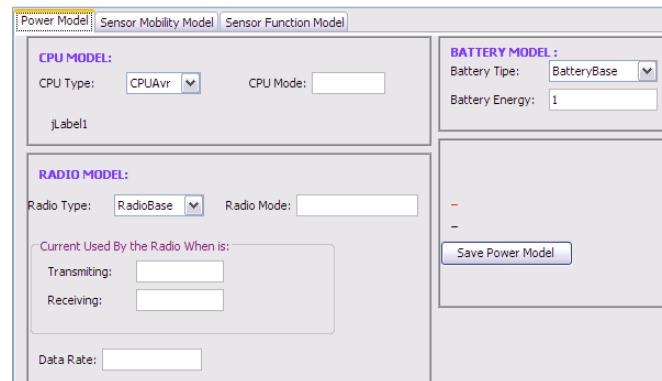 Power Model Sensor Mobility Model Sensor Function Model
CPU MODEL:
CPU Type: CPUAvr CPU Mode:
jLabel1
BATTERY MODEL :
Battery Tipe: BatteryBase
Battery Energy: 1
RADIO MODEL:
Radio Type: RadioBase Radio Mode:
Current Used By the Radio When is:
Transmiting:
Receiving:
Data Rate:
–
–
Save Power Model